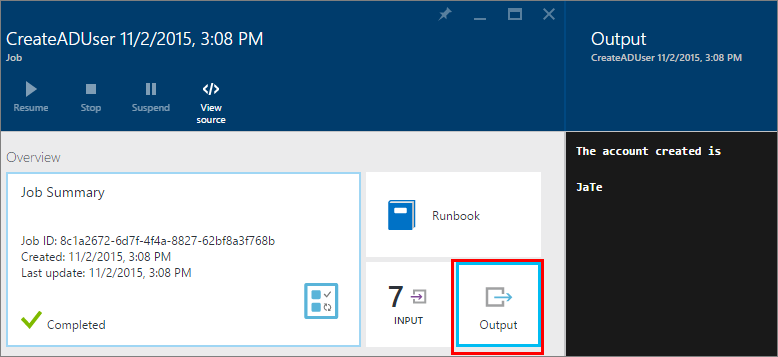 CreateADUser 11/2/2015, 3:08 PM
Job
Resume
Stop
Suspend
View
source
Overview
Job Summary
Job ID: 8c1a2672-6d7f-4f4a-8827-62bf8a3f768b
Created: 11/2/2015, 3:08 PM
Last update: 11/2/2015, 3:08 PM
Completed
Runbook
7
INPUT
Output
Output
CreateADUser 11/2/2015, 3:08 PM
The account created is
JaTe